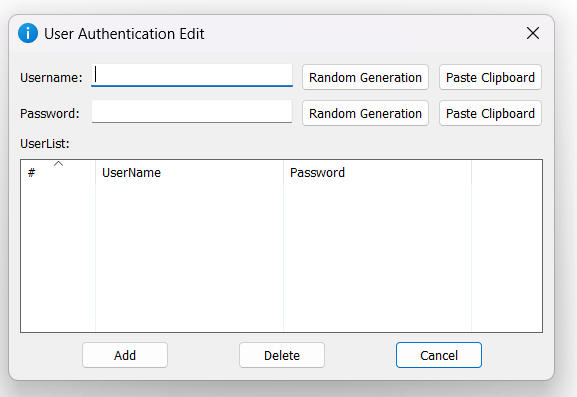 User Authentication Edit
Username: Random Generation Paste Clipboard
Password: Random Generation Paste Clipboard
UserList:
# UserName Password
Add Delete Cancel